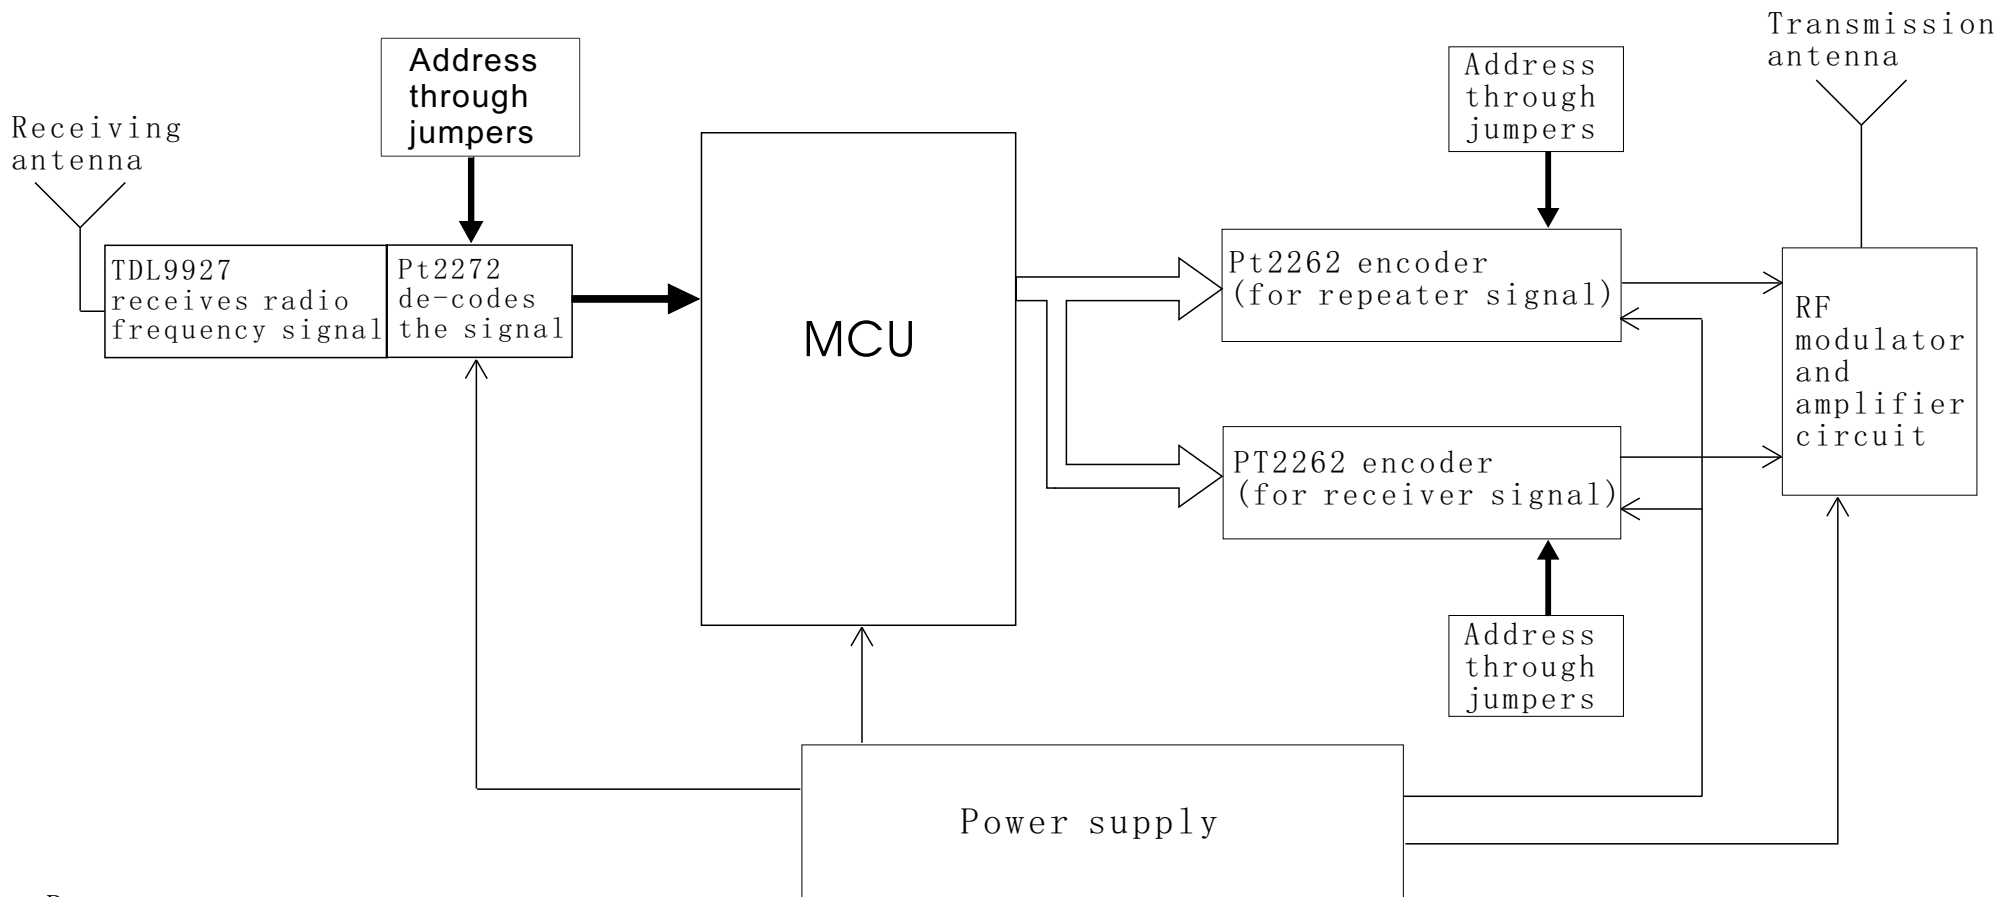 Transmission
antenna
Address
through
jumpers
Address
through
jumpers
Receiving
antenna
TDL9927
receives radio
frequency signal
Pt2272
de-codes
the signal
MCU
Pt2262 encoder
(for repeater signal)
RF
modulator
and
amplifier
circuit
PT2262 encoder
(for receiver signal)
Address
through
jumpers
Power supply